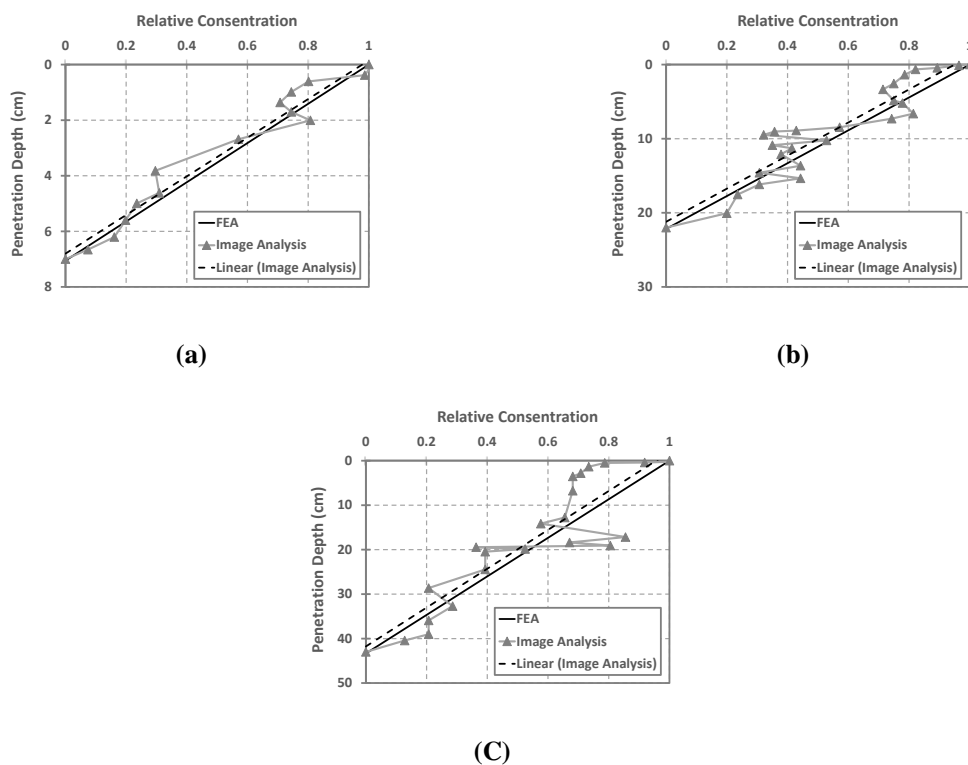 Relative Consentration
0 0.2 0.4 0.6 0.8 1
0
2
4
6
8
Penetration Depth (cm)
FEA
Image Analysis
Linear (Image Analysis)
(a)
Relative Consentration
0 0.2 0.4 0.6 0.8 1
0
10
20
30
Penetration Depth (cm)
FEA
Image Analysis
Linear (Image Analysis)
(b)
Relative Consentration
0 0.2 0.4 0.6 0.8 1
0
10
20
30
40
50
Penetration Depth (cm)
FEA
Image Analysis
Linear (Image Analysis)
(C)